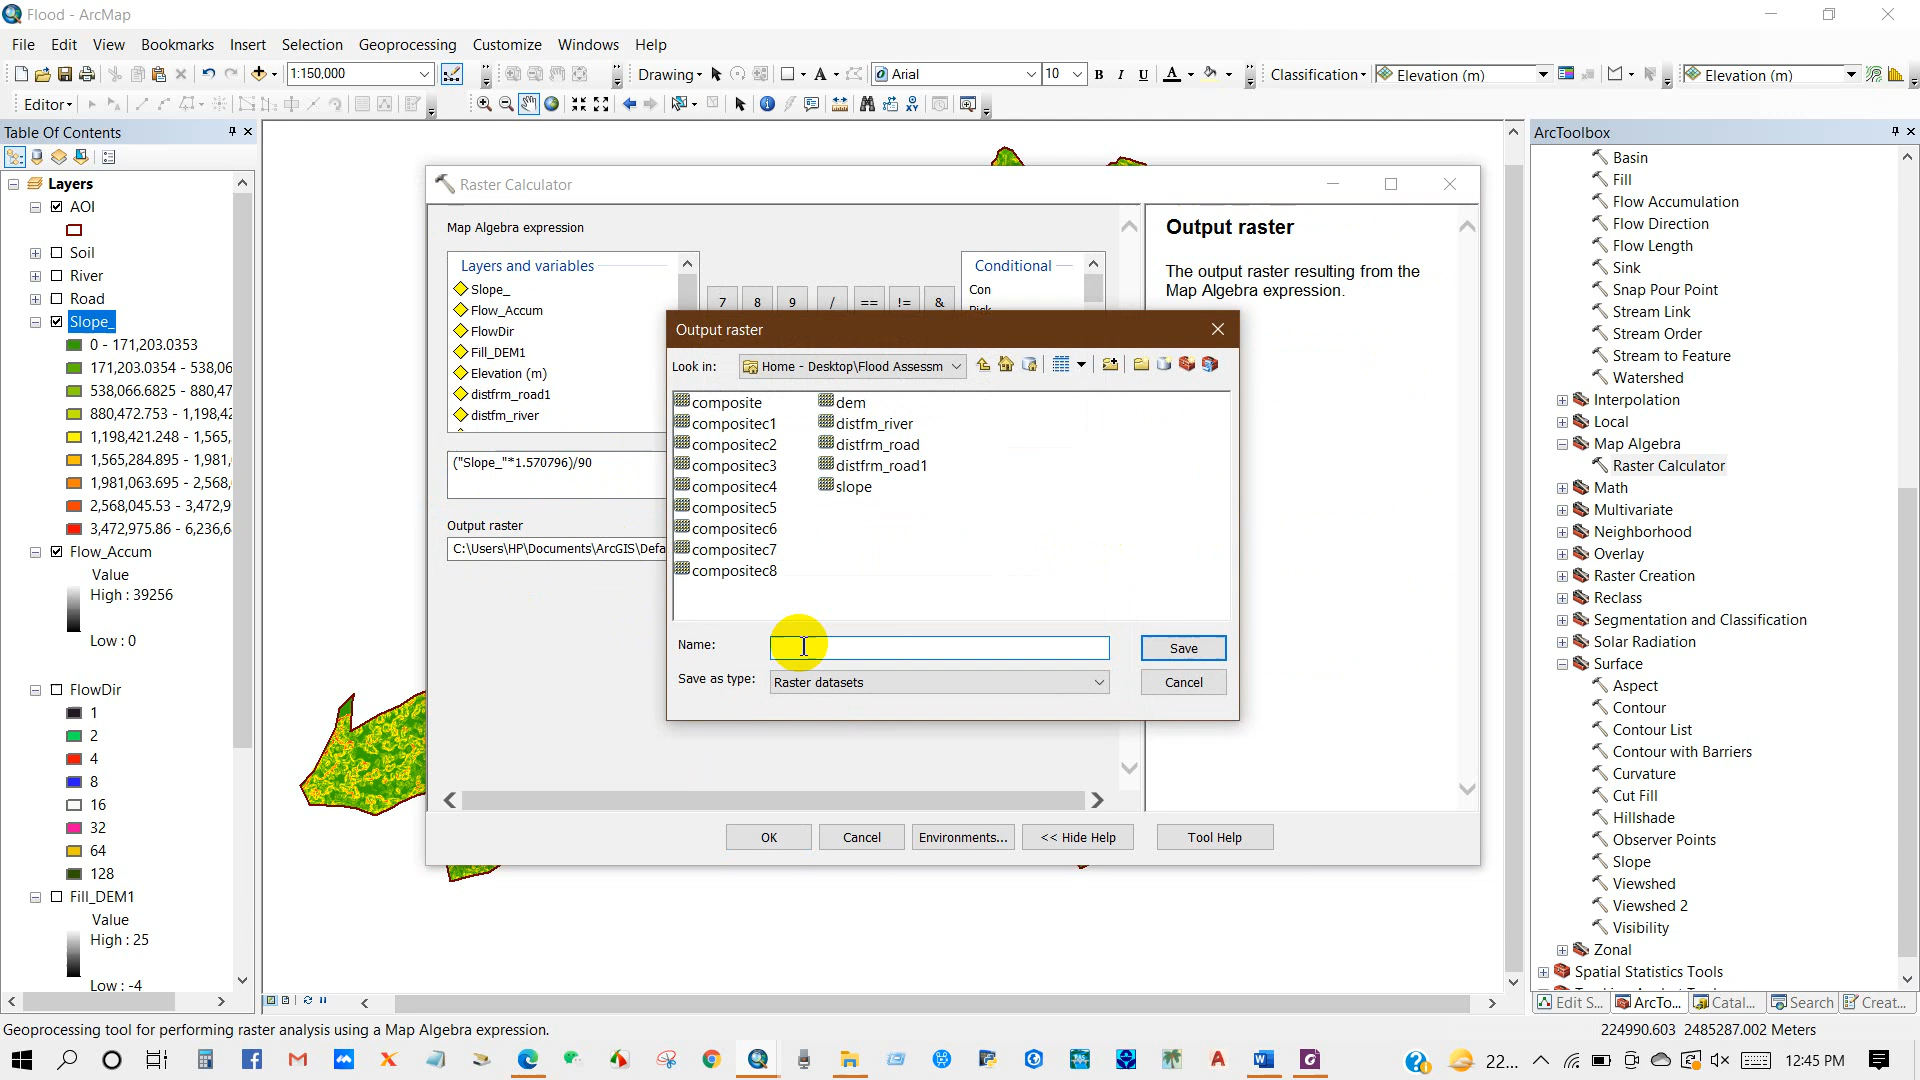 Flood - ArcMap
File Edit View Bookmarks Insert Selection Geoprocessing Customize Windows Help
1:150,000
Drawing
Arial
10
B I U A
Classification
Elevation (m)
Elevation (m)
Editor
Table Of Contents
Layers
AOI
Soil
River
Road
Slope_
0 - 171,203.0353
171,203.0354 - 538,06
538,066.6825 - 880,47
880,472.753 - 1,198,42
1,198,421.248 - 1,565,
1,565,284.895 - 1,981,
1,981,063.695 - 2,568,
2,568,045.53 - 3,472,9
3,472,975.86 - 6,236,6
Flow_Accum
Value
High : 39256
Low : 0
FlowDir
1
2
4
8
16
32
64
128
Fill_DEM1
Value
High : 25
Low : -4
Raster Calculator
Map Algebra expression
Layers and variables
Slope_
Flow_Accum
FlowDir
Fill_DEM1
Elevation (m)
distfrm_road1
distfm_river
7 8 9 / == != &
Conditional
Con
Pick
("Slope_"*1.570796)/90
Output raster
C:\Users\HP\Documents\ArcGIS\Defa
OK
Cancel
Environments...
<< Hide Help
Tool Help
Output raster
The output raster resulting from the
Map Algebra expression.
Output raster
Look in:
Home - Desktop\Flood Assessm
composite
compositec1
compositec2
compositec3
compositec4
compositec5
compositec6
compositec7
compositec8
dem
distfm_river
distfrm_road
distfrm_road1
slope
Name:
Save
Save as type:
Raster datasets
Cancel
ArcToolbox
Basin
Fill
Flow Accumulation
Flow Direction
Flow Length
Sink
Snap Pour Point
Stream Link
Stream Order
Stream to Feature
Watershed
Interpolation
Local
Map Algebra
Raster Calculator
Math
Multivariate
Neighborhood
Overlay
Raster Creation
Reclass
Segmentation and Classification
Solar Radiation
Surface
Aspect
Contour
Contour List
Contour with Barriers
Curvature
Cut Fill
Hillshade
Observer Points
Slope
Viewshed
Viewshed 2
Visibility
Zonal
Spatial Statistics Tools
Edit S...
ArcTo...
Catal...
Search
Creat...
Geoprocessing tool for performing raster analysis using a Map Algebra expression.
224990.603 2485287.002 Meters
22...
12:45 PM